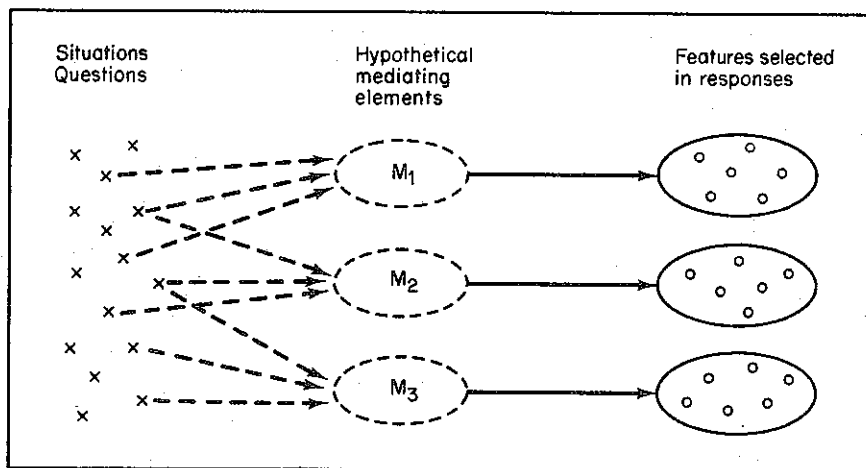 Situations
Questions
Hypothetical
mediating
elements
Features selected
in responses
M1
M2
M3